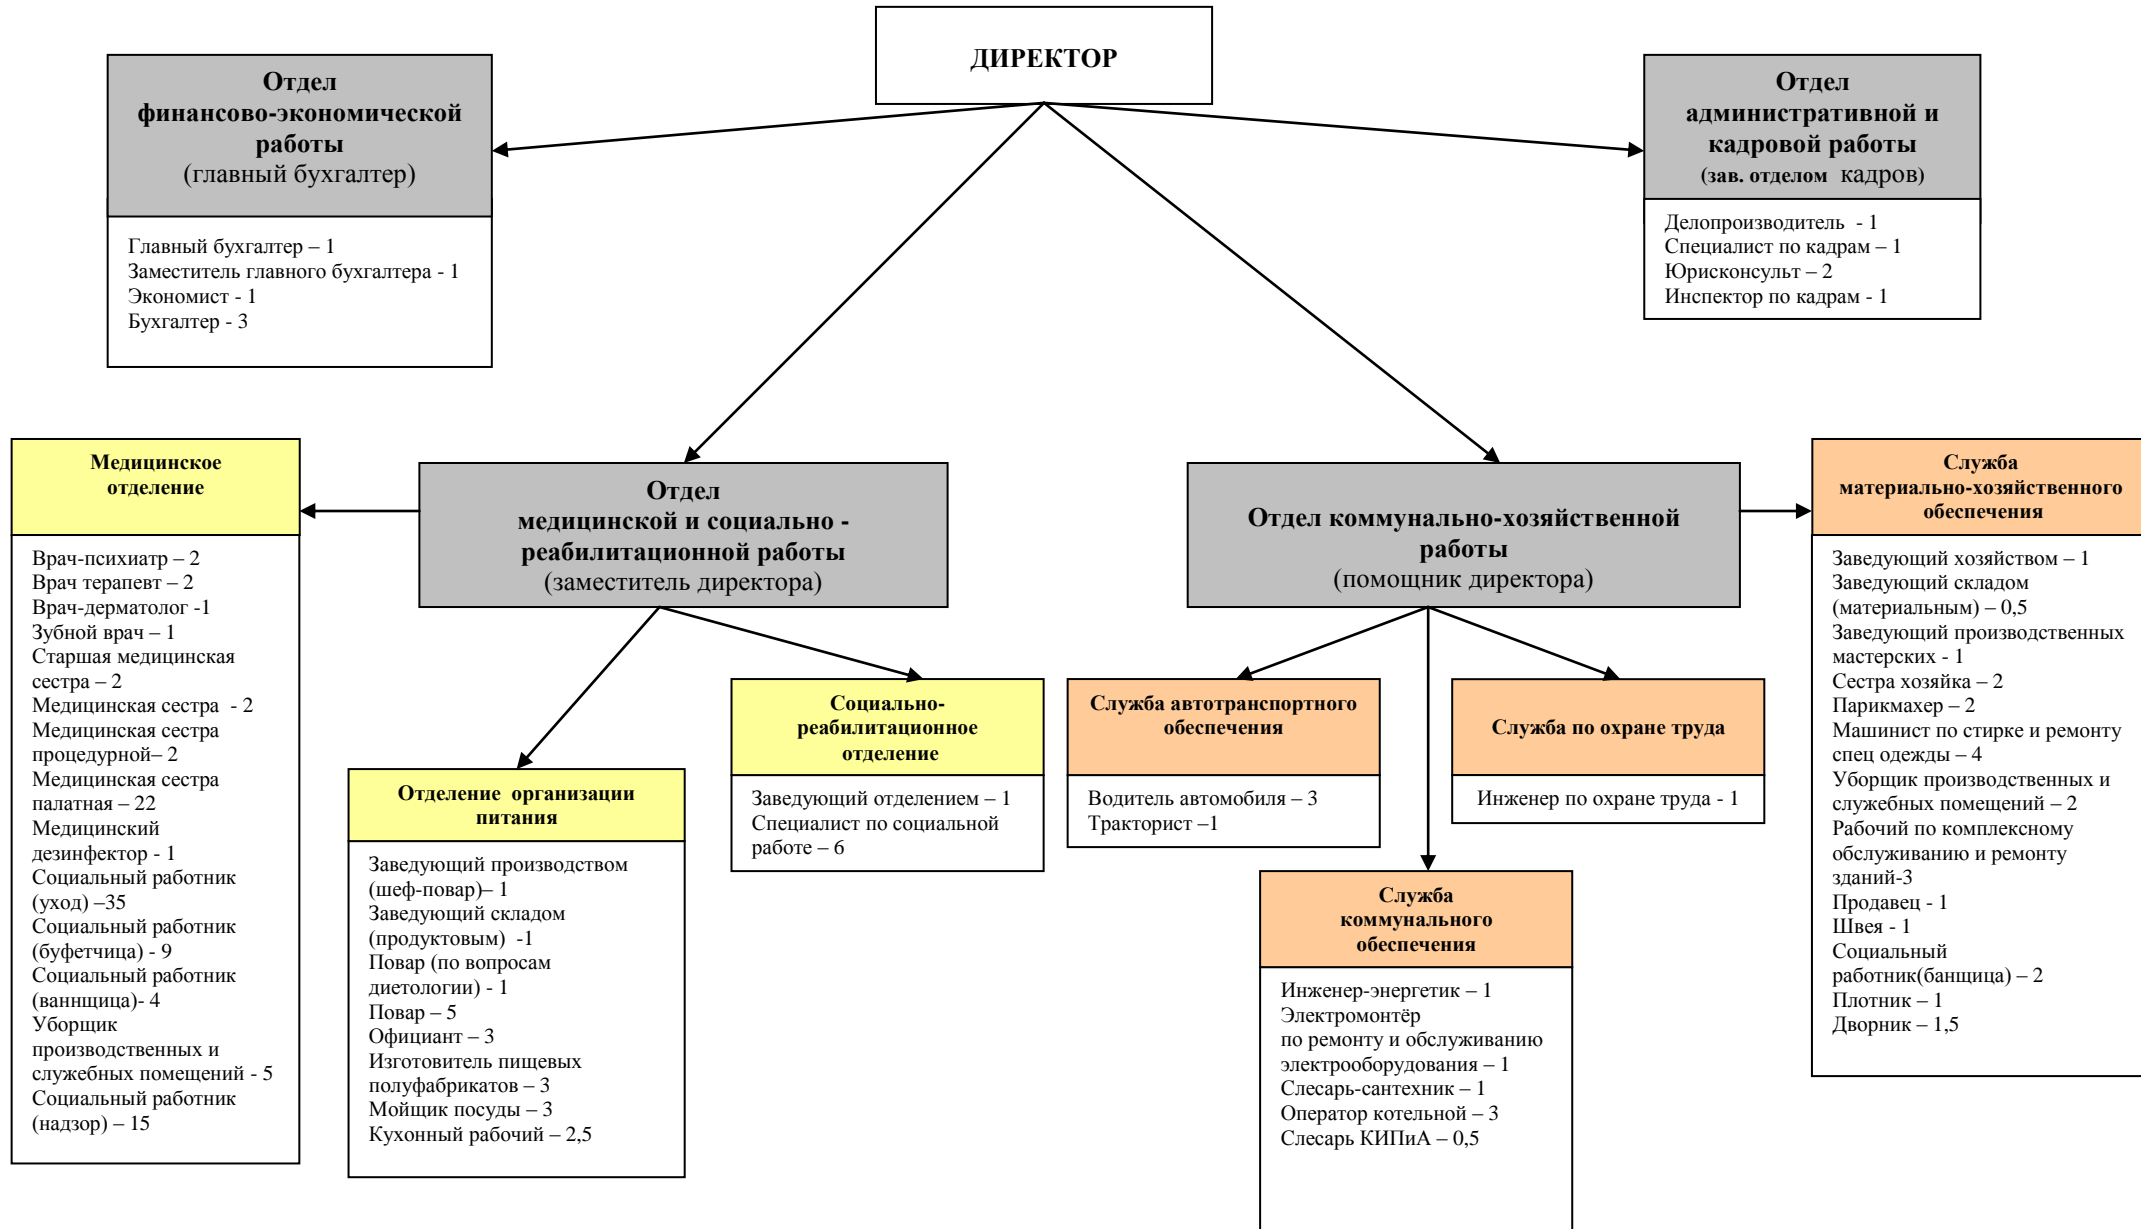 ДИРЕКТОР
Отдел
финансово-экономической
работы
(главный бухгалтер)
Главный бухгалтер – 1
Заместитель главного бухгалтера - 1
Экономист - 1
Бухгалтер - 3
Отдел
административной и
кадровой работы
(зав. отделом кадров)
Делопроизводитель - 1
Специалист по кадрам – 1
Юрисконсульт – 2
Инспектор по кадрам - 1
Медицинское
отделение
Врач-психиатр – 2
Врач терапевт – 2
Врач-дерматолог -1
Зубной врач – 1
Старшая медицинская
сестра – 2
Медицинская сестра - 2
Медицинская сестра
процедурной– 2
Медицинская сестра
палатная – 22
Медицинский
дезинфектор - 1
Социальный работник
(уход) –35
Социальный работник
(буфетчица) - 9
Социальный работник
(ваннщица)- 4
Уборщик
производственных и
служебных помещений - 5
Социальный работник
(надзор) – 15
Отдел
медицинской и социально -
реабилитационной работы
(заместитель директора)
Отделение организации
питания
Заведующий производством
(шеф-повар)– 1
Заведующий складом
(продуктовым) -1
Повар (по вопросам
диетологии) - 1
Повар – 5
Официант – 3
Изготовитель пищевых
полуфабрикатов – 3
Мойщик посуды – 3
Кухонный рабочий – 2,5
Социально-
реабилитационное
отделение
Заведующий отделением – 1
Специалист по социальной
работе – 6
Отдел коммунально-хозяйственной
работы
(помощник директора)
Служба автотранспортного
обеспечения
Водитель автомобиля – 3
Тракторист –1
Служба по охране труда
Инженер по охране труда - 1
Служба
коммунального
обеспечения
Инженер-энергетик – 1
Электромонтёр
по ремонту и обслуживанию
электрооборудования – 1
Слесарь-сантехник – 1
Оператор котельной – 3
Слесарь КИПиА – 0,5
Служба
материально-хозяйственного
обеспечения
Заведующий хозяйством – 1
Заведующий складом
(материальным) – 0,5
Заведующий производственных
мастерских - 1
Сестра хозяйка – 2
Парикмахер – 2
Машинист по стирке и ремонту
спец одежды – 4
Уборщик производственных и
служебных помещений – 2
Рабочий по комплексному
обслуживанию и ремонту
зданий-3
Продавец - 1
Швея - 1
Социальный
работник(банщица) – 2
Плотник – 1
Дворник – 1,5